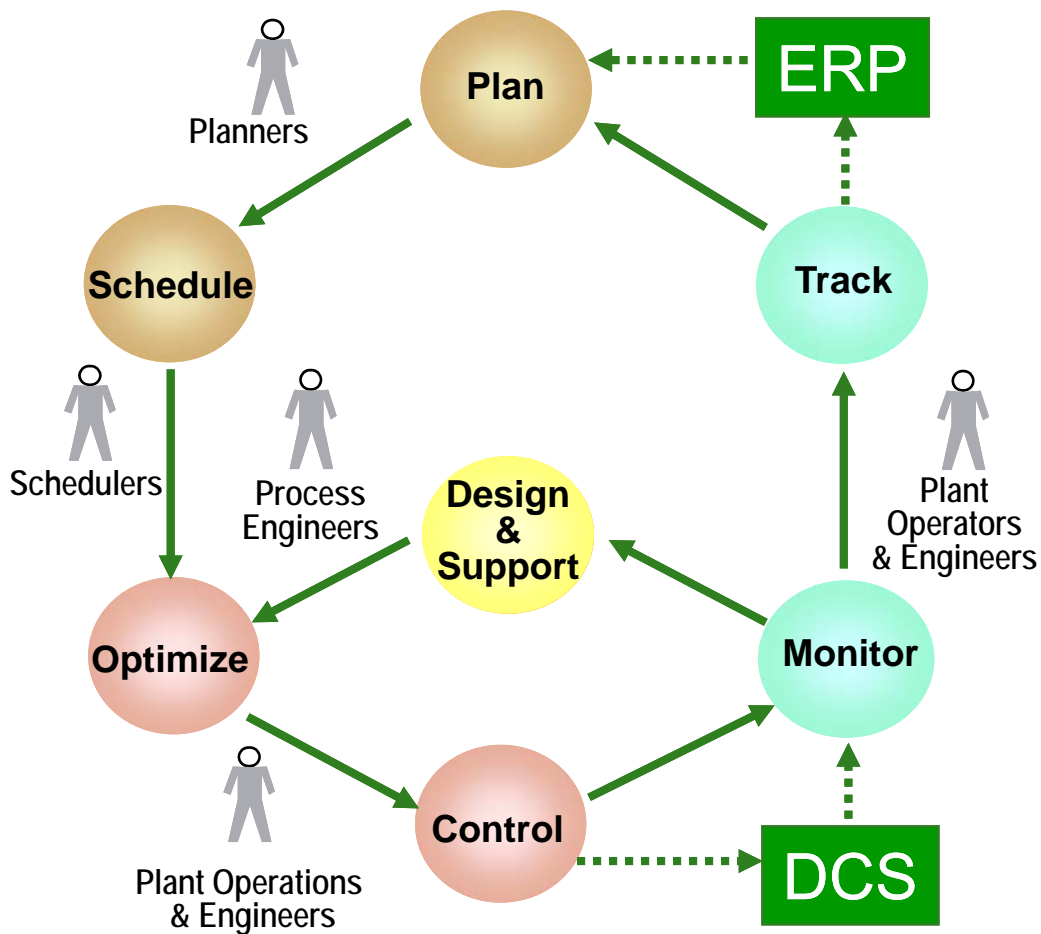 ERP
Plan
Planners
Schedule
Track
Schedulers
Process
Engineers
Design
&
Support
Plant
Operators
& Engineers
Optimize
Monitor
Control
DCS
Plant Operations
& Engineers